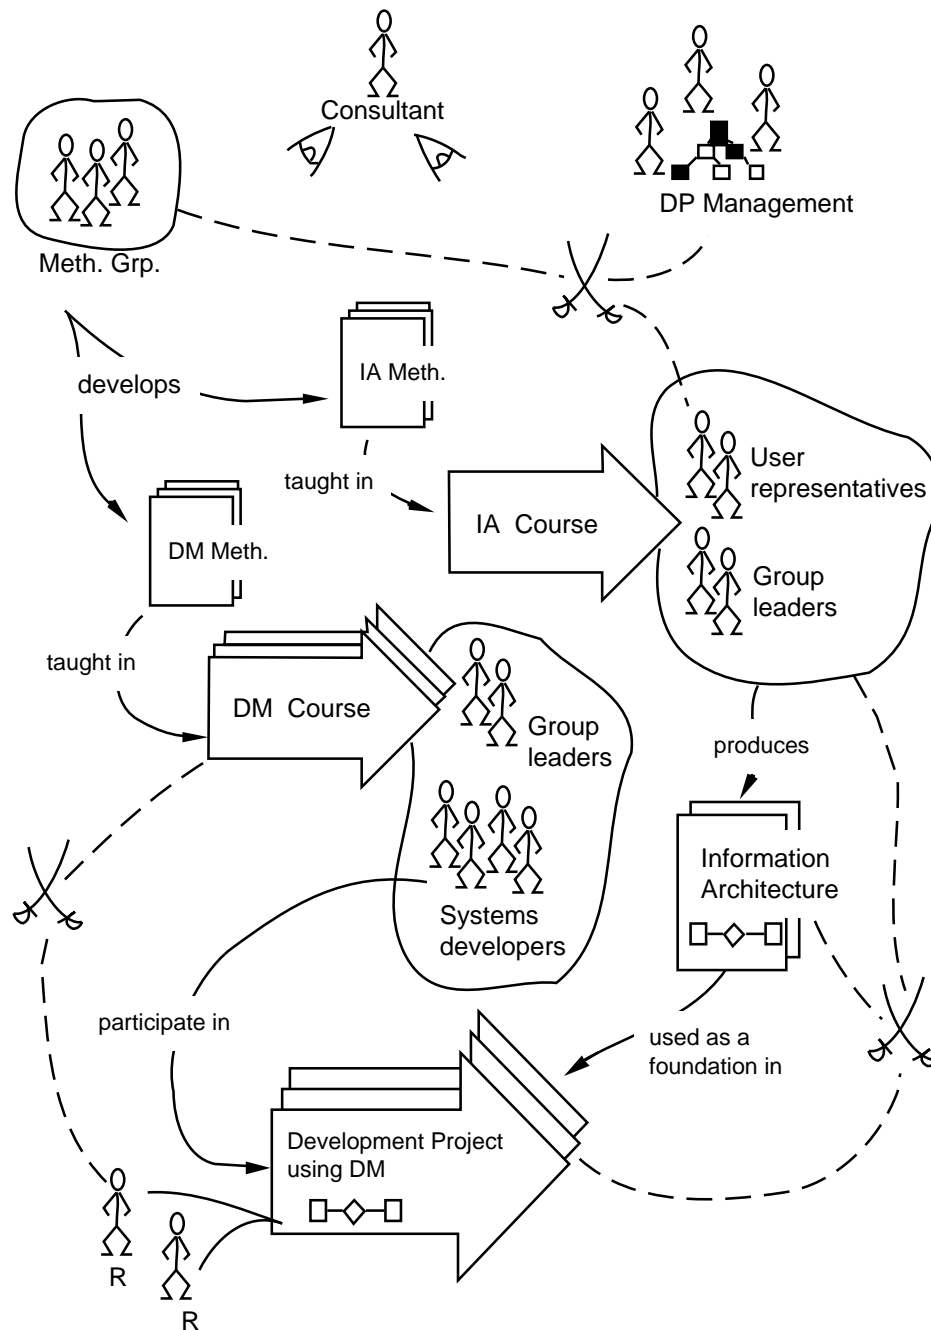 Consultant
DP Management
Meth. Grp.
develops
IA Meth.
taught in
IA Course
User
representatives
Group
leaders
DM Meth.
taught in
DM Course
Group
leaders
Systems
developers
produces
Information
Architecture
participate in
used as a
foundation in
Development Project
using DM
R
R